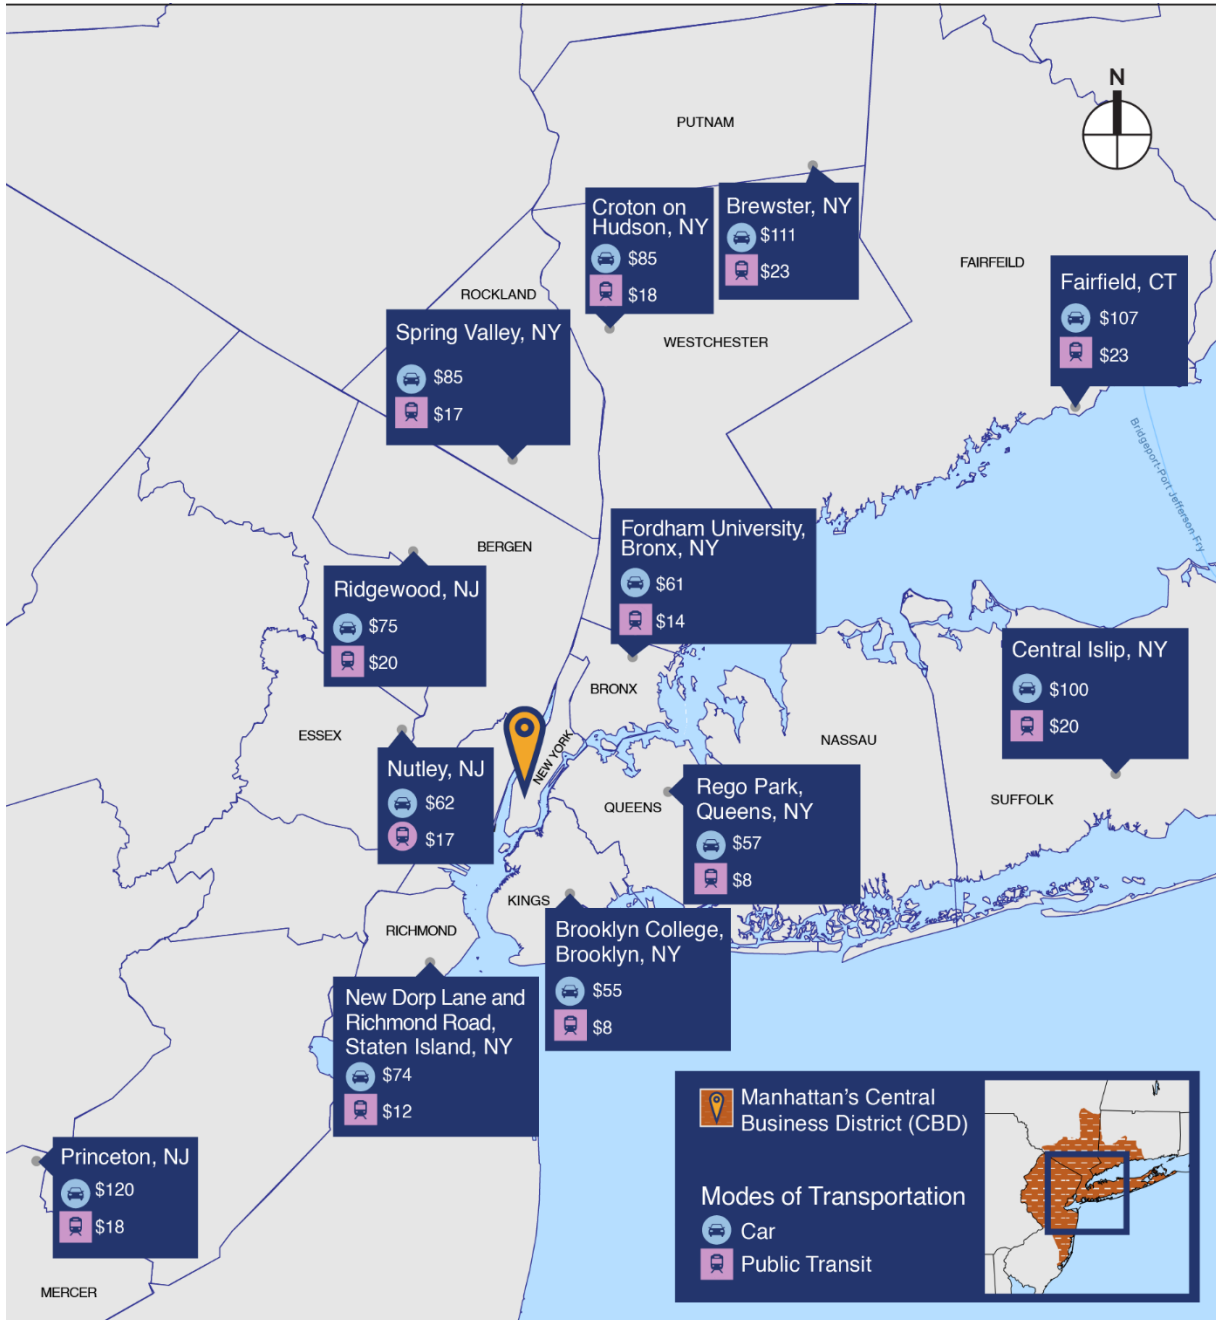 N
PUTNAM
Croton on
Hudson, NY
$85
$18
Brewster, NY
$111
$23
FAIRFEILD
Fairfield, CT
$107
$23
ROCKLAND
Spring Valley, NY
$85
$17
WESTCHESTER
Bridgeport-Port Jefferson Fry
Fordham University,
Bronx, NY
$61
$14
BERGEN
Ridgewood, NJ
$75
$20
Central Islip, NY
$100
$20
BRONX
ESSEX
NEW YORK
NASSAU
Nutley, NJ
$62
$17
QUEENS
Rego Park,
Queens, NY
$57
$8
SUFFOLK
KINGS
RICHMOND
Brooklyn College,
Brooklyn, NY
$55
$8
New Dorp Lane and
Richmond Road,
Staten Island, NY
$74
$12
Princeton, NJ
$120
$18
MERCER
Manhattan's Central
Business District (CBD)
Modes of Transportation
Car
Public Transit